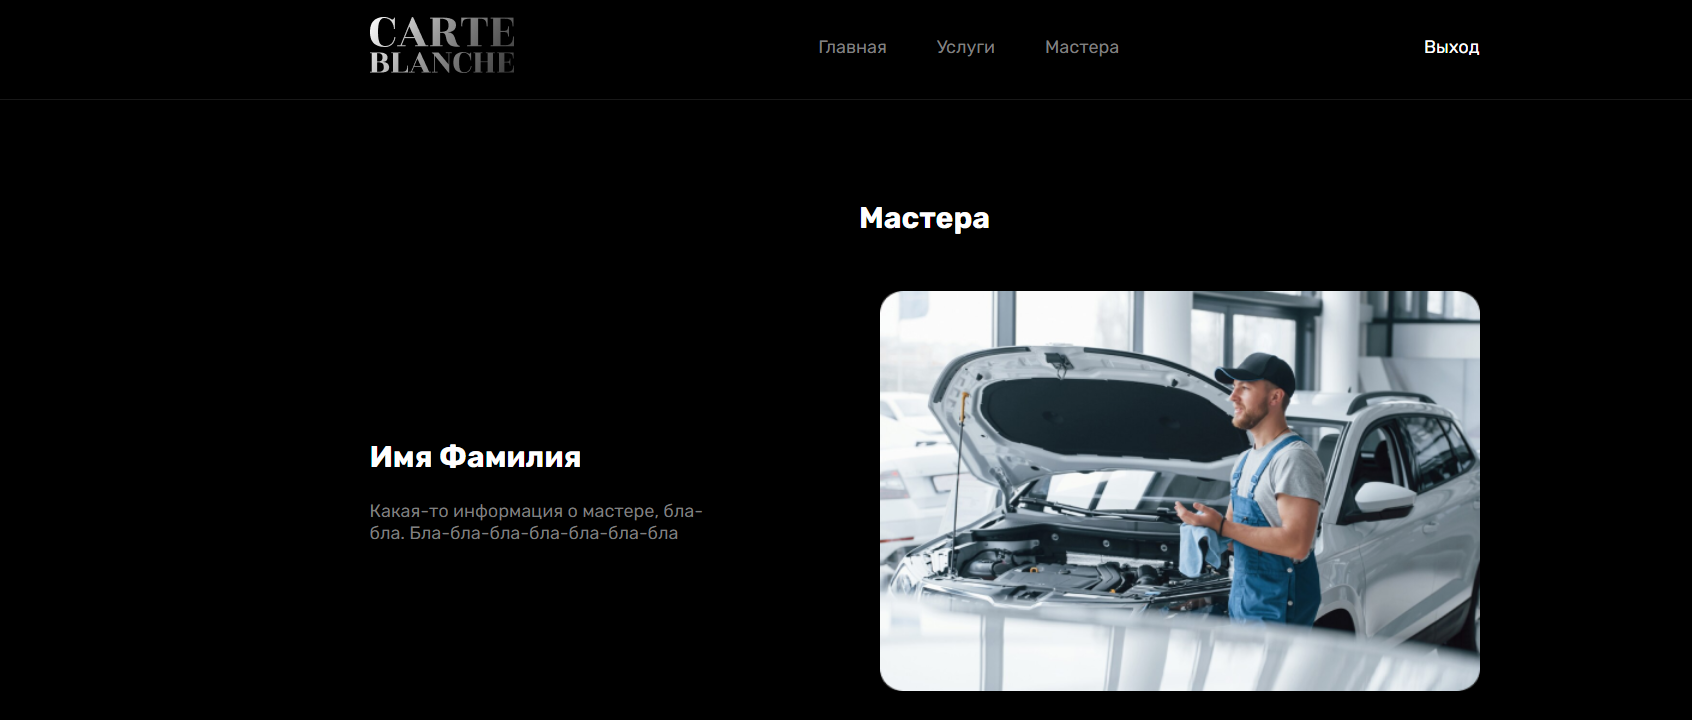 CARTE
BLANCHE
Главная Услуги Мастера Выход
Мастера
Имя Фамилия
Какая-то информация о мастере, бла-
бла. Бла-бла-бла-бла-бла-бла-бла